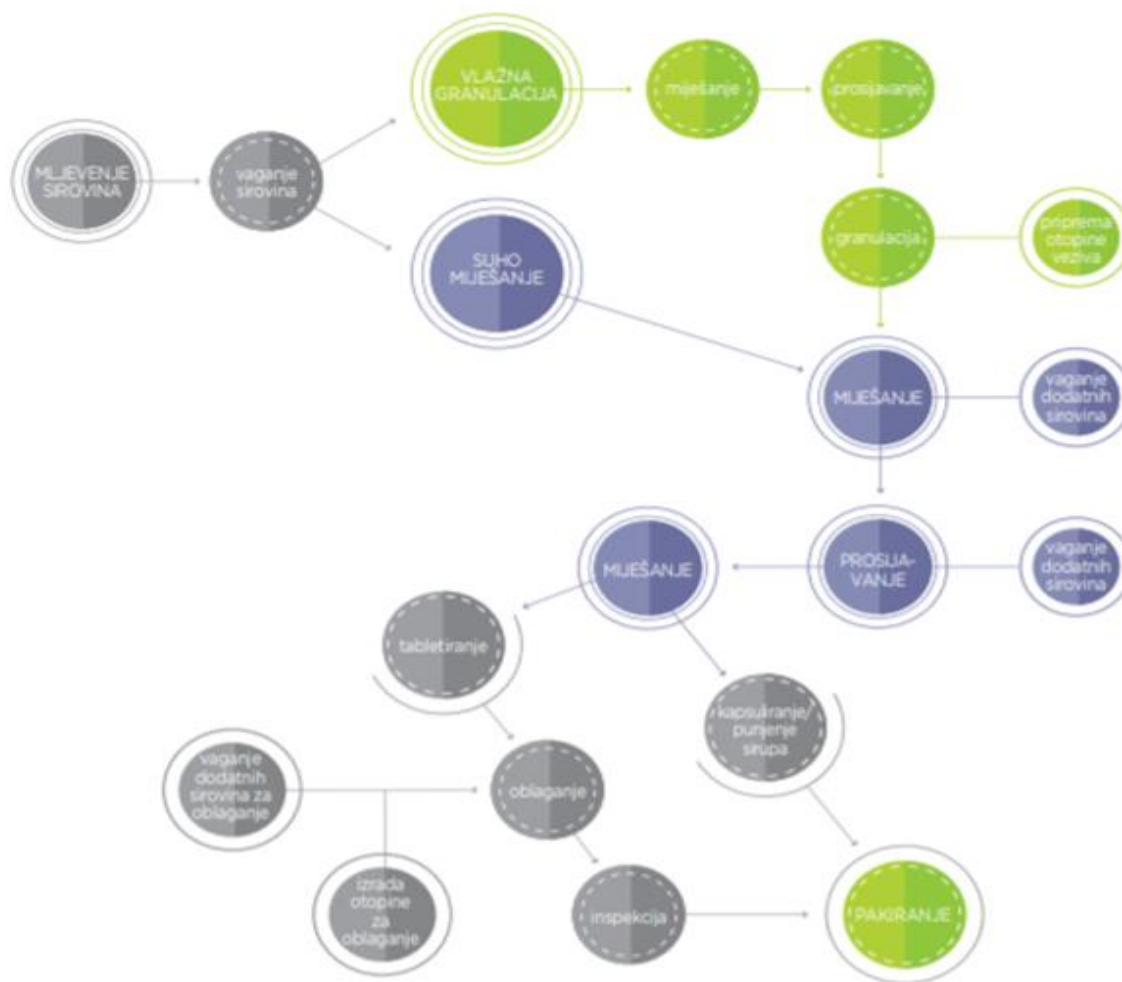 MLJEVENJE
SIROVINA
vaganje
sirovina
VLAŽNA
GRANULACIJA
miješanje
prosijavanje
SUHO
MIJEŠANJE
granulacija
priprema
otopine
veziva
MIJEŠANJE
vaganje
dodatnih
sirovina
PROSIJA-
VANJE
vaganje
dodatnih
sirovina
MIJEŠANJE
tabletiranje
kapsuliranje/
punjenje
sirupa
vaganje
dodatnih
sirovina za
oblaganje
oblaganje
izrada
otopine
za
oblaganje
inspekcija
PAKIRANJE